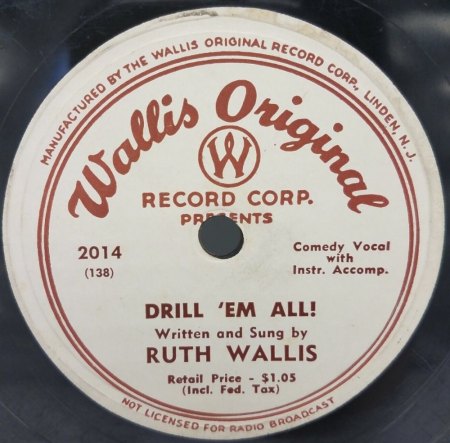 MANUFACTURED BY THE WALLIS ORIGINAL RECORD CORP., LINDEN, N. J.
Wallis Original
W
RECORD CORP.
PRESENTS
2014
(138)
Comedy Vocal
with
Instr. Accomp.
DRILL 'EM ALL!
Written and Sung by
RUTH WALLIS
Retail Price - $1.05
(Incl. Fed. Tax)
NOT LICENSED FOR RADIO BROADCAST